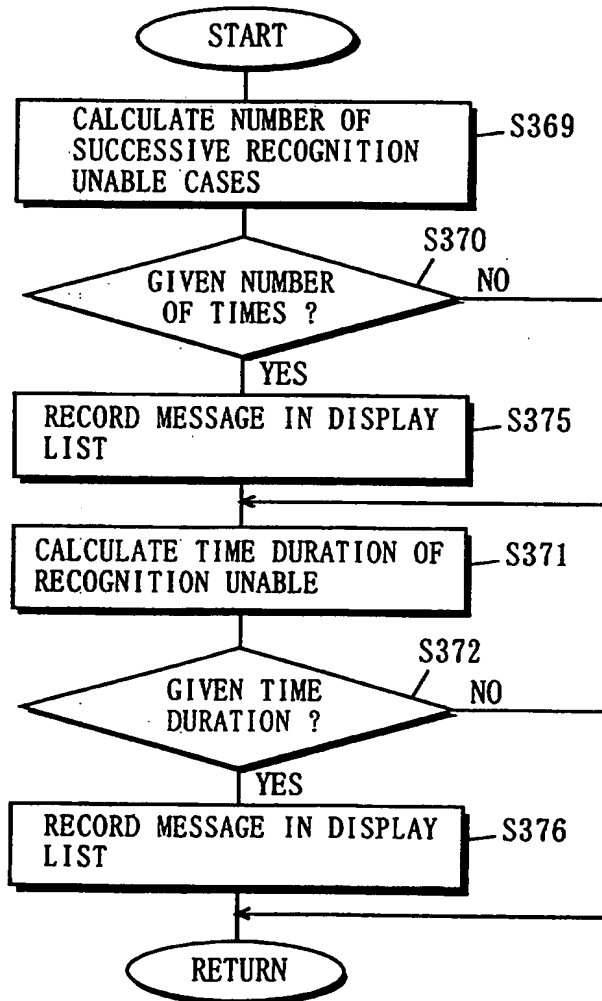 START
CALCULATE NUMBER OF
SUCCESSIVE RECOGNITION
UNABLE CASES
S369
S370
GIVEN NUMBER
OF TIMES ?
NO
YES
RECORD MESSAGE IN DISPLAY
LIST
S375
CALCULATE TIME DURATION OF
RECOGNITION UNABLE
S371
S372
GIVEN TIME
DURATION ?
NO
YES
RECORD MESSAGE IN DISPLAY
LIST
S376
RETURN